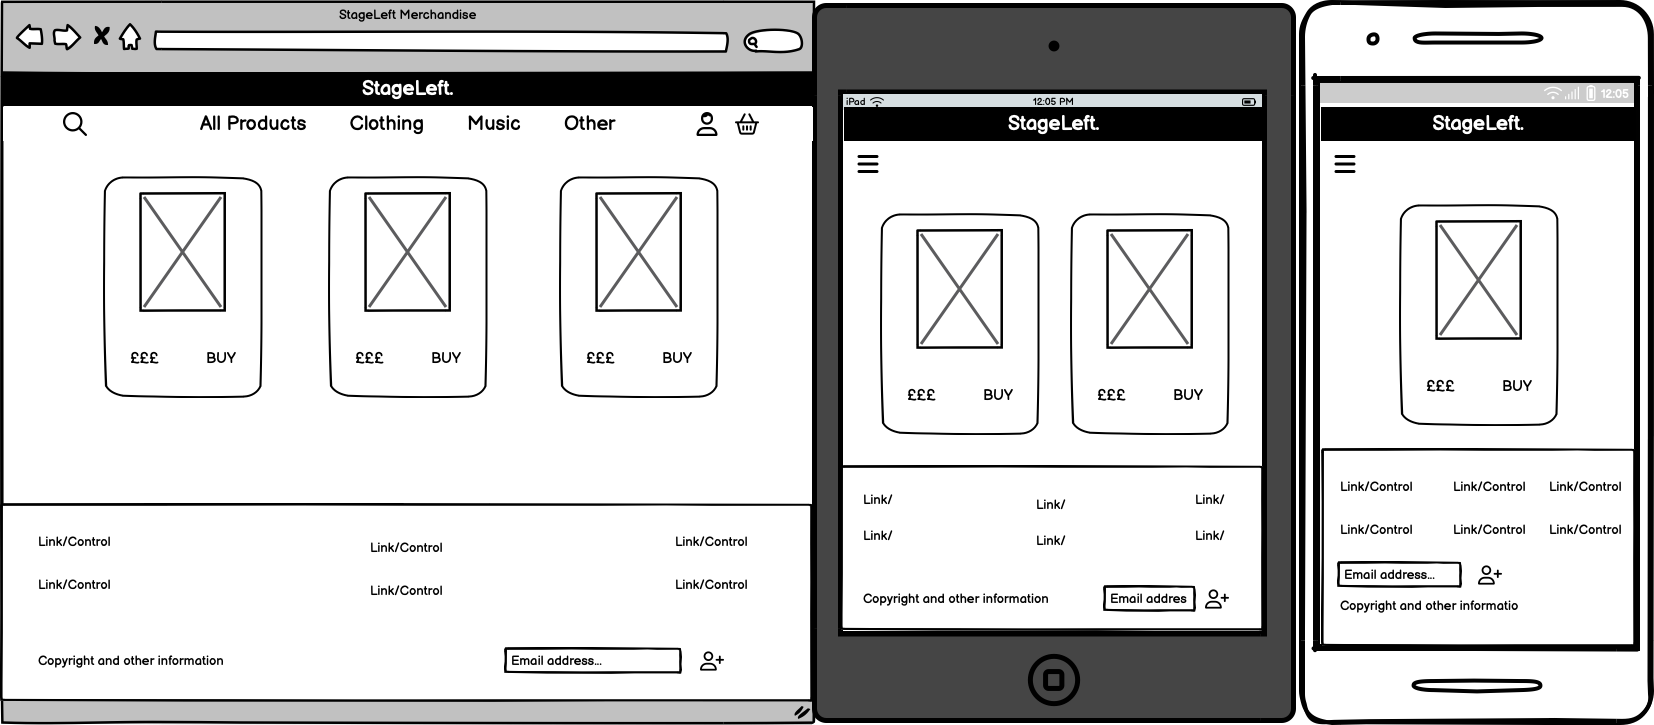 StageLeft Merchandise
StageLeft.
All Products Clothing Music Other
£££ BUY £££ BUY £££ BUY
Link/Control Link/Control Link/Control
Link/Control Link/Control Link/Control
Copyright and other information Email address...
iPad 12:05 PM
StageLeft.
£££ BUY £££ BUY
Link/ Link/ Link/
Link/ Link/ Link/
Copyright and other information Email addres
12:05
StageLeft.
£££ BUY
Link/Control Link/Control Link/Control
Link/Control Link/Control Link/Control
Email address...
Copyright and other informatio